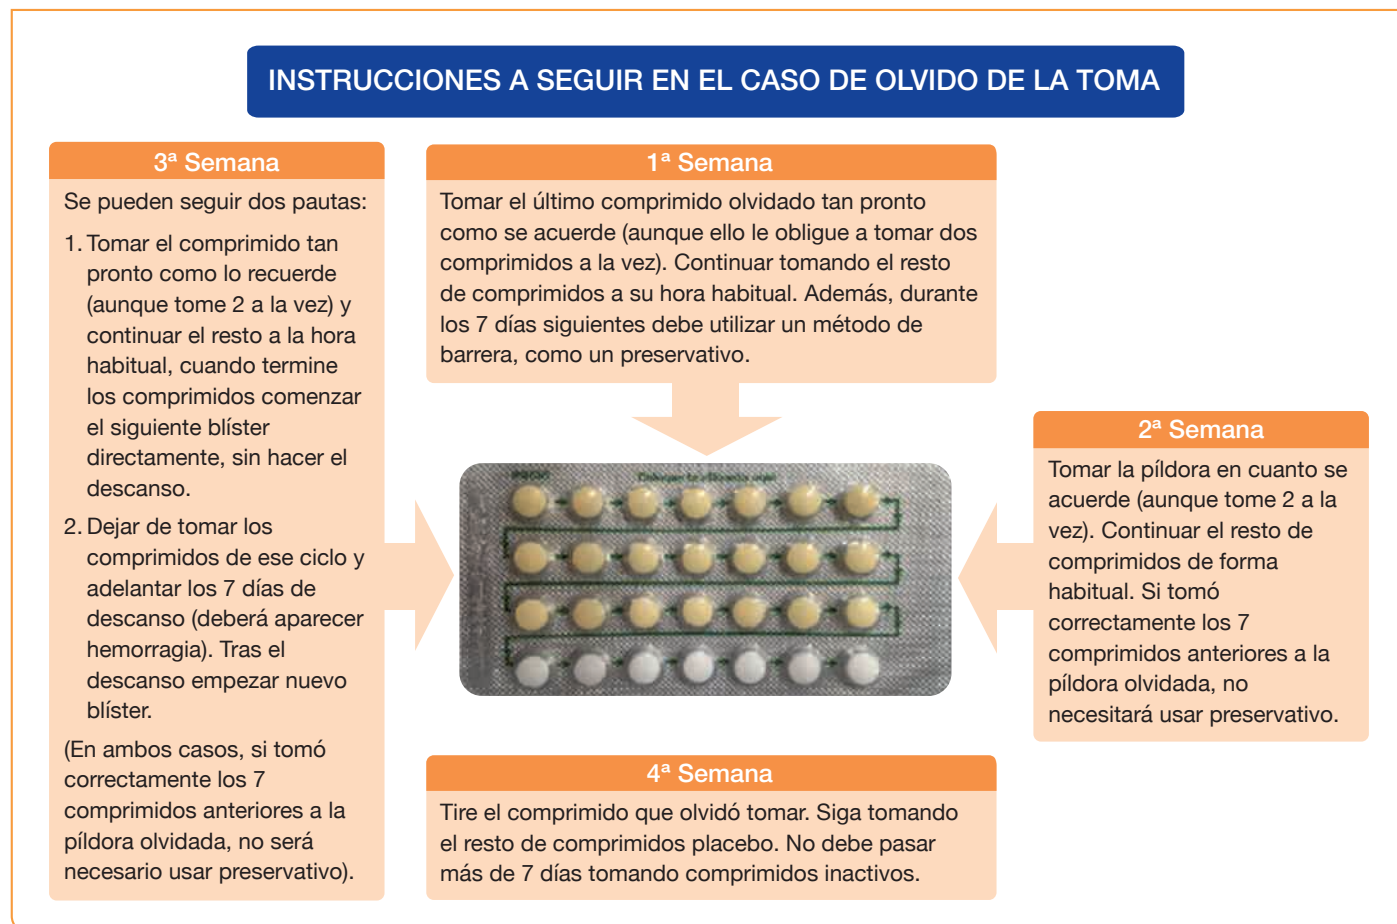 INSTRUCCIONES A SEGUIR EN EL CASO DE OLVIDO DE LA TOMA
3ª Semana
Se pueden seguir dos pautas:
1. Tomar el comprimido tan
pronto como lo recuerde
(aunque tome 2 a la vez) y
continuar el resto a la hora
habitual, cuando termine
los comprimidos comenzar
el siguiente blíster
directamente, sin hacer el
descanso.
2. Dejar de tomar los
comprimidos de ese ciclo y
adelantar los 7 días de
descanso (deberá aparecer
hemorragia). Tras el
descanso empezar nuevo
blíster.
(En ambos casos, si tomó
correctamente los 7
comprimidos anteriores a la
píldora olvidada, no será
necesario usar preservativo).
1ª Semana
Tomar el último comprimido olvidado tan pronto
como se acuerde (aunque ello le obligue a tomar dos
comprimidos a la vez). Continuar tomando el resto
de comprimidos a su hora habitual. Además, durante
los 7 días siguientes debe utilizar un método de
barrera, como un preservativo.
2ª Semana
Tomar la píldora en cuanto se
acuerde (aunque tome 2 a la
vez). Continuar el resto de
comprimidos de forma
habitual. Si tomó
correctamente los 7
comprimidos anteriores a la
píldora olvidada, no
necesitará usar preservativo.
4ª Semana
Tire el comprimido que olvidó tomar. Siga tomando
el resto de comprimidos placebo. No debe pasar
más de 7 días tomando comprimidos inactivos.